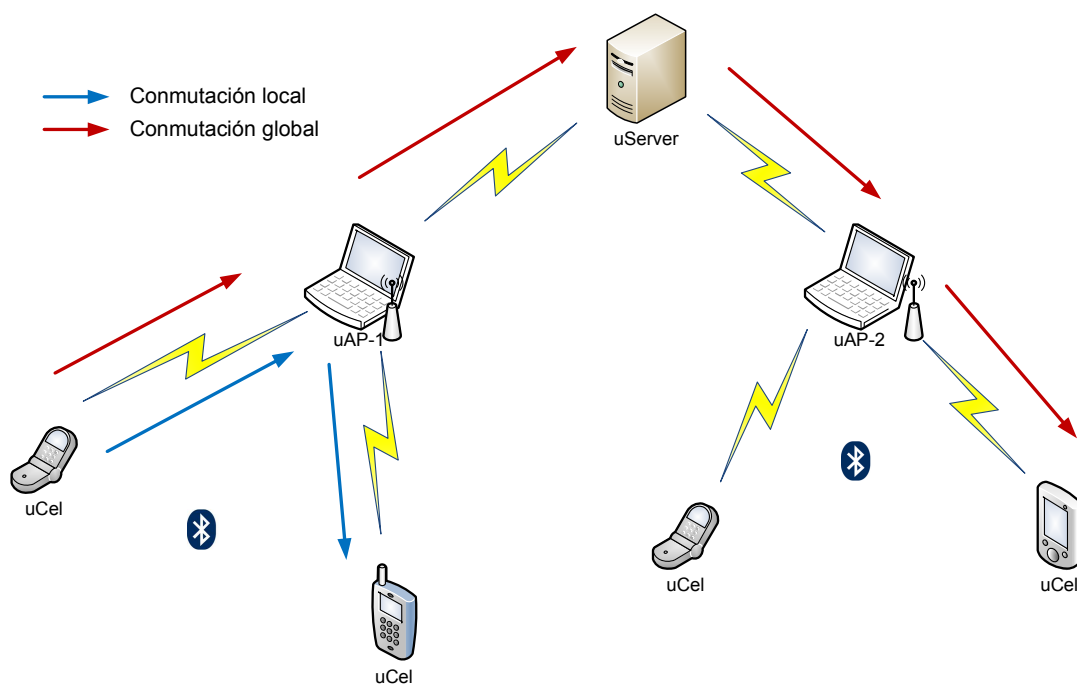 Conmutación local
Conmutación global
uServer
uAP-1
uAP-2
uCel
uCel
uCel
uCel